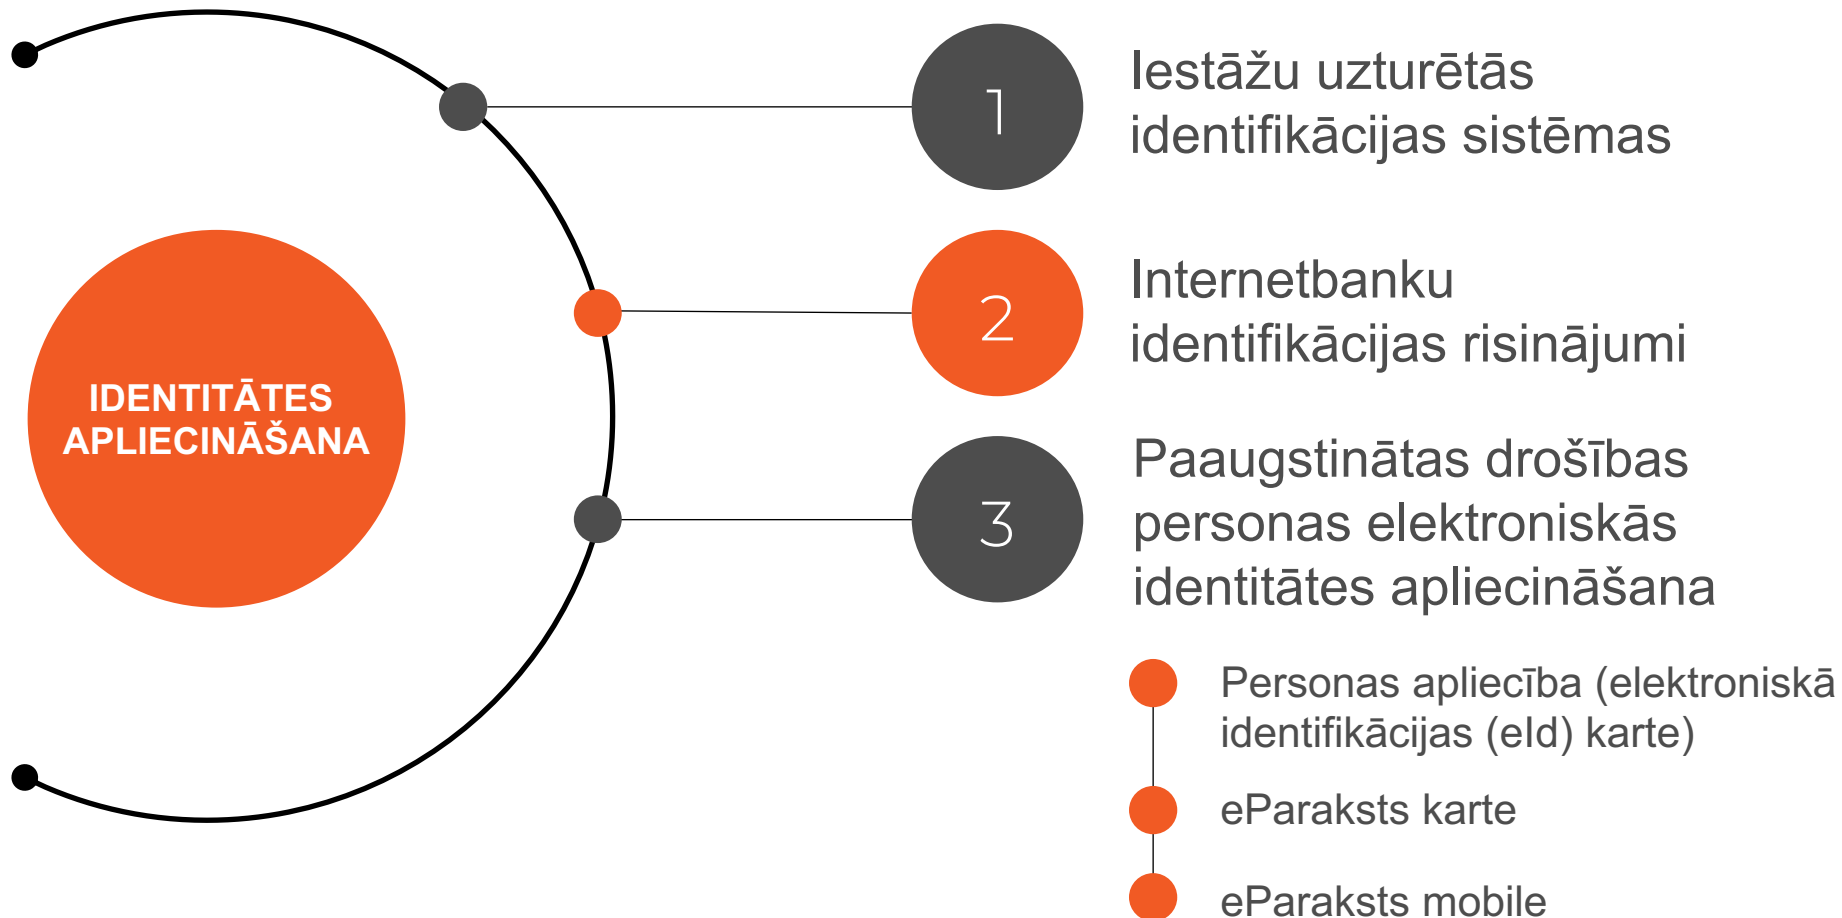 IDENTITĀTES
APLIECINĀŠANA
1
Iestāžu uzturētās
identifikācijas sistēmas
2
Internetbanku
identifikācijas risinājumi
3
Paaugstinātas drošības
personas elektroniskās
identitātes apliecināšana
Personas apliecība (elektroniskā
identifikācijas (eId) karte)
eParaksts karte
eParaksts mobile